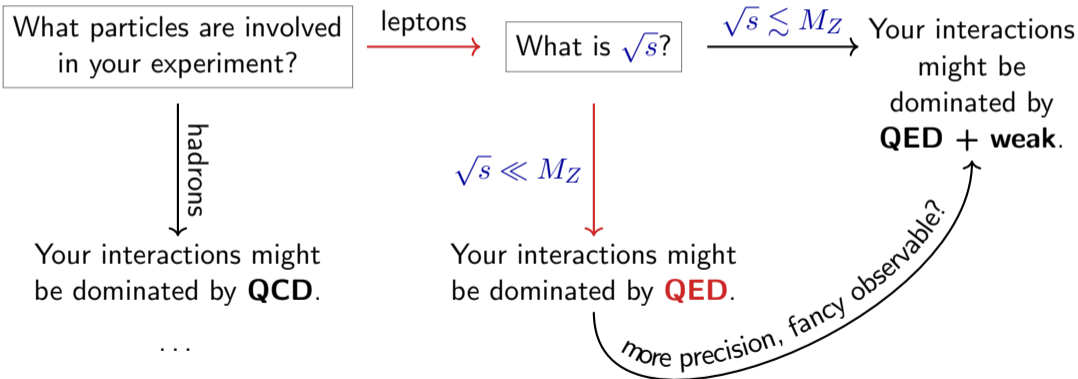 What particles are involved
in your experiment?
leptons
What is √s?
√s ≲ M_Z
Your interactions
might be
dominated by
QED + weak.
hadrons
√s ≪ M_Z
Your interactions might
be dominated by QCD.
. . .
Your interactions might
be dominated by QED.
more precision, fancy observable?